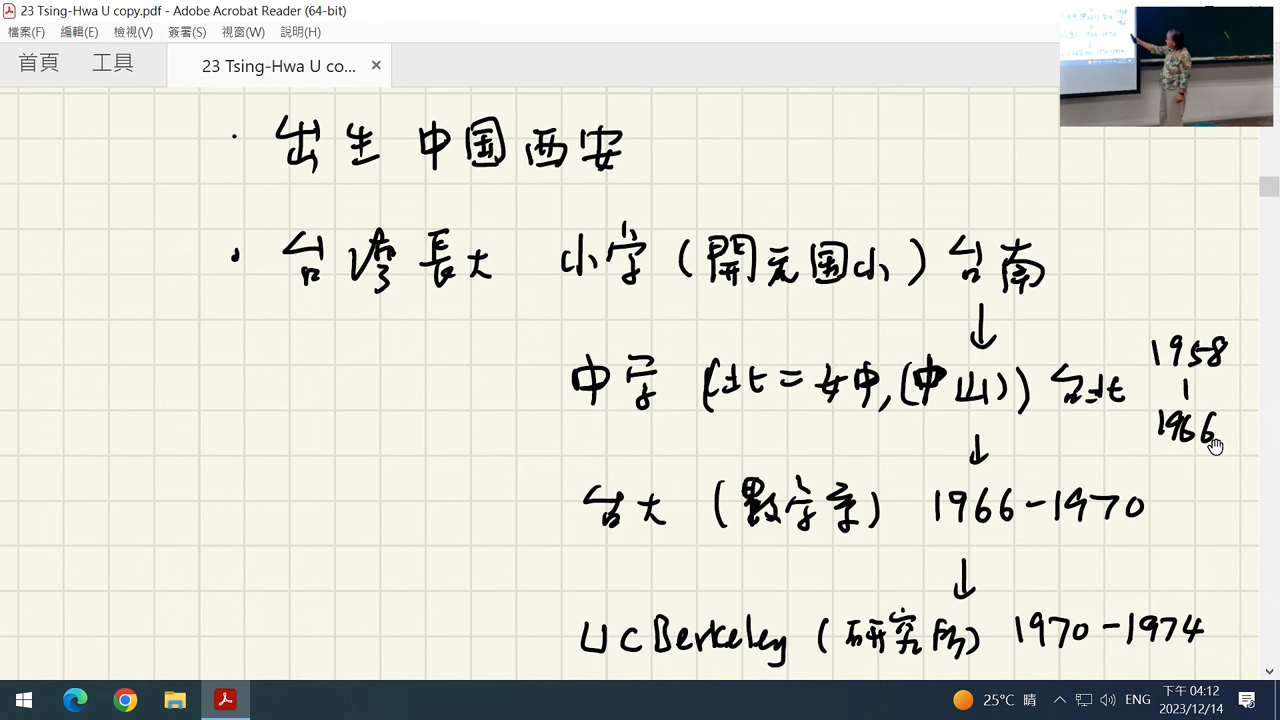 23 Tsing-Hwa U copy.pdf - Adobe Acrobat Reader (64-bit)
檔案(F) 編輯(E) 檢視(V) 簽署(S) 視窗(W) 說明(H)
首頁 工具 23 Tsing-Hwa U co... ×
· 出生 中国西安
· 台湾長大 小学 (開元国小) 台南
↓
中学 (北二女中, (中山)) 台北 1958 | 1966
↓
台大 (數学系) 1966-1970
↓
UC Berkeley (研究所) 1970-1974
25°C 晴 ENG 下午 04:12
2023/12/14